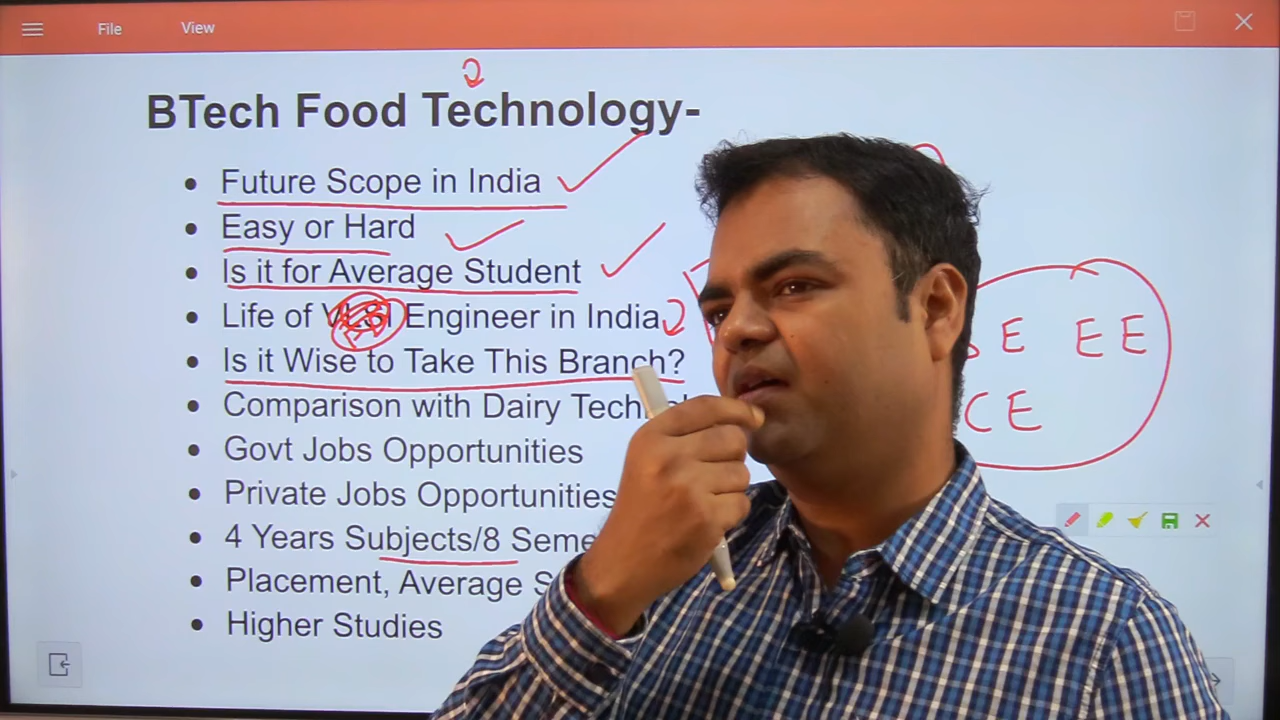 File View
2
BTech Food Technology-
• Future Scope in India
• Easy or Hard
• Is it for Average Student
• Life of VLSI Engineer in India
• Is it Wise to Take This Branch?
• Comparison with Dairy
• Govt Jobs Opportunities
• Private Jobs Opportunities
• 4 Years Subjects/8
• Placement, Average
• Higher Studies
E EE
CE